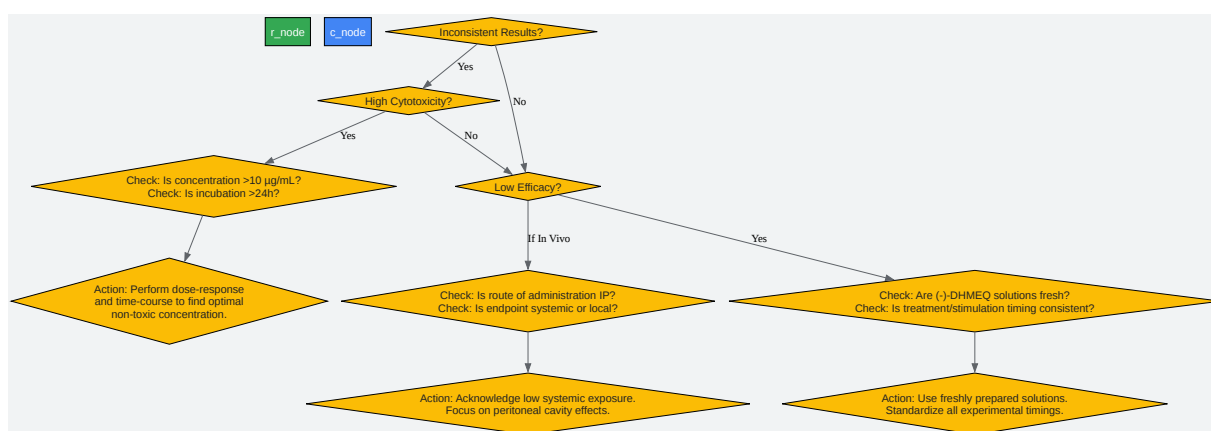 r_node
c_node
Inconsistent Results?
Yes
High Cytotoxicity?
No
Yes
No
Check: Is concentration >10 µg/mL?
Check: Is incubation >24h?
Low Efficacy?
If In Vivo
Yes
Action: Perform dose-response
and time-course to find optimal
non-toxic concentration.
Check: Is route of administration IP?
Check: Is endpoint systemic or local?
Check: Are (-)-DHMEQ solutions fresh?
Check: Is treatment/stimulation timing consistent?
Action: Acknowledge low systemic exposure.
Focus on peritoneal cavity effects.
Action: Use freshly prepared solutions.
Standardize all experimental timings.